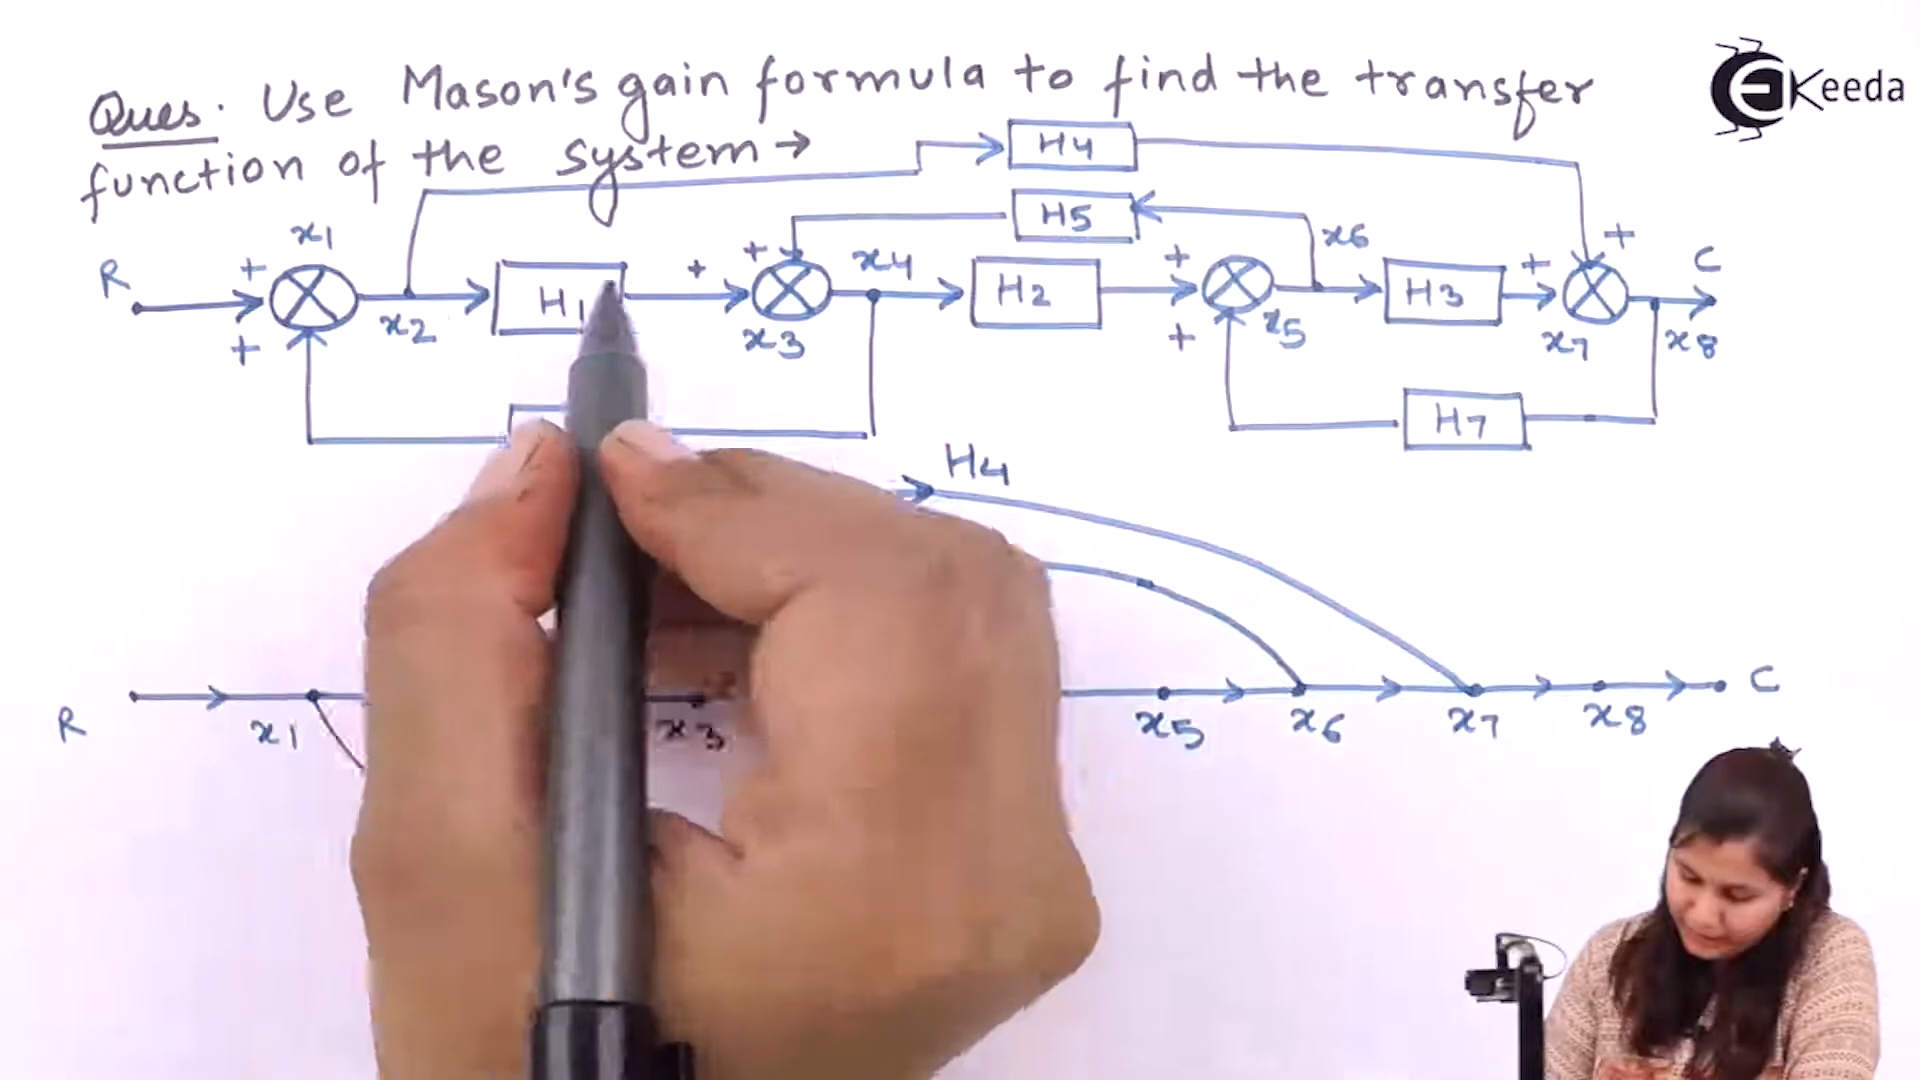 Ques. Use Mason's gain formula to find the transfer
function of the system →
EKeeda
H4
H5
R + x1 + x2 H1 + + x3 x4 H2 + + x5 x6 H3 + + x7 x8 C
H7
H4
R x1 x3 x5 x6 x7 x8 C